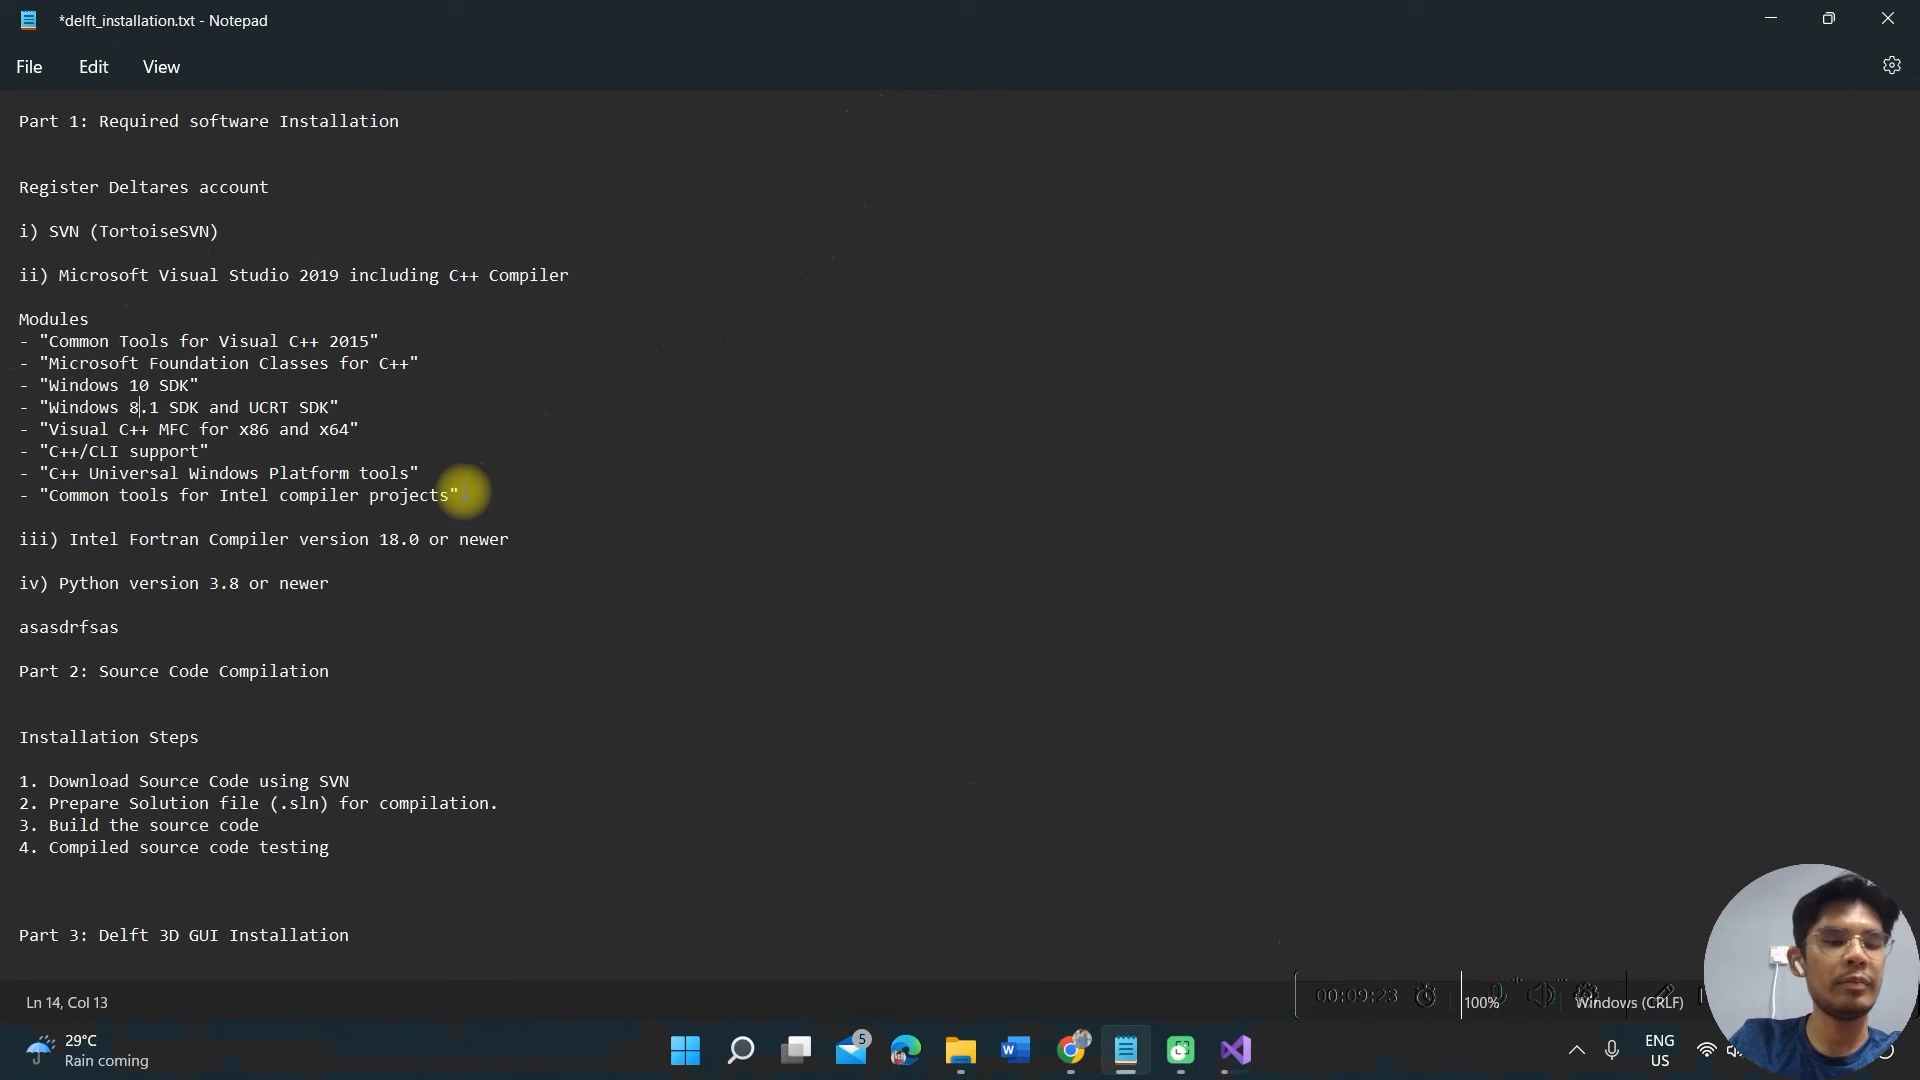 *delft_installation.txt - Notepad
File Edit View
Part 1: Required software Installation
Register Deltares account
i) SVN (TortoiseSVN)
ii) Microsoft Visual Studio 2019 including C++ Compiler
Modules
- "Common Tools for Visual C++ 2015"
- "Microsoft Foundation Classes for C++"
- "Windows 10 SDK"
- "Windows 8.1 SDK and UCRT SDK"
- "Visual C++ MFC for x86 and x64"
- "C++/CLI support"
- "C++ Universal Windows Platform tools"
- "Common tools for Intel compiler projects"
iii) Intel Fortran Compiler version 18.0 or newer
iv) Python version 3.8 or newer
asasdrfsas
Part 2: Source Code Compilation
Installation Steps
1. Download Source Code using SVN
2. Prepare Solution file (.sln) for compilation.
3. Build the source code
4. Compiled source code testing
Part 3: Delft 3D GUI Installation
Ln 14, Col 13
00:09:23
100%
Windows (CRLF)
29°C
Rain coming
5
W
ENG
US